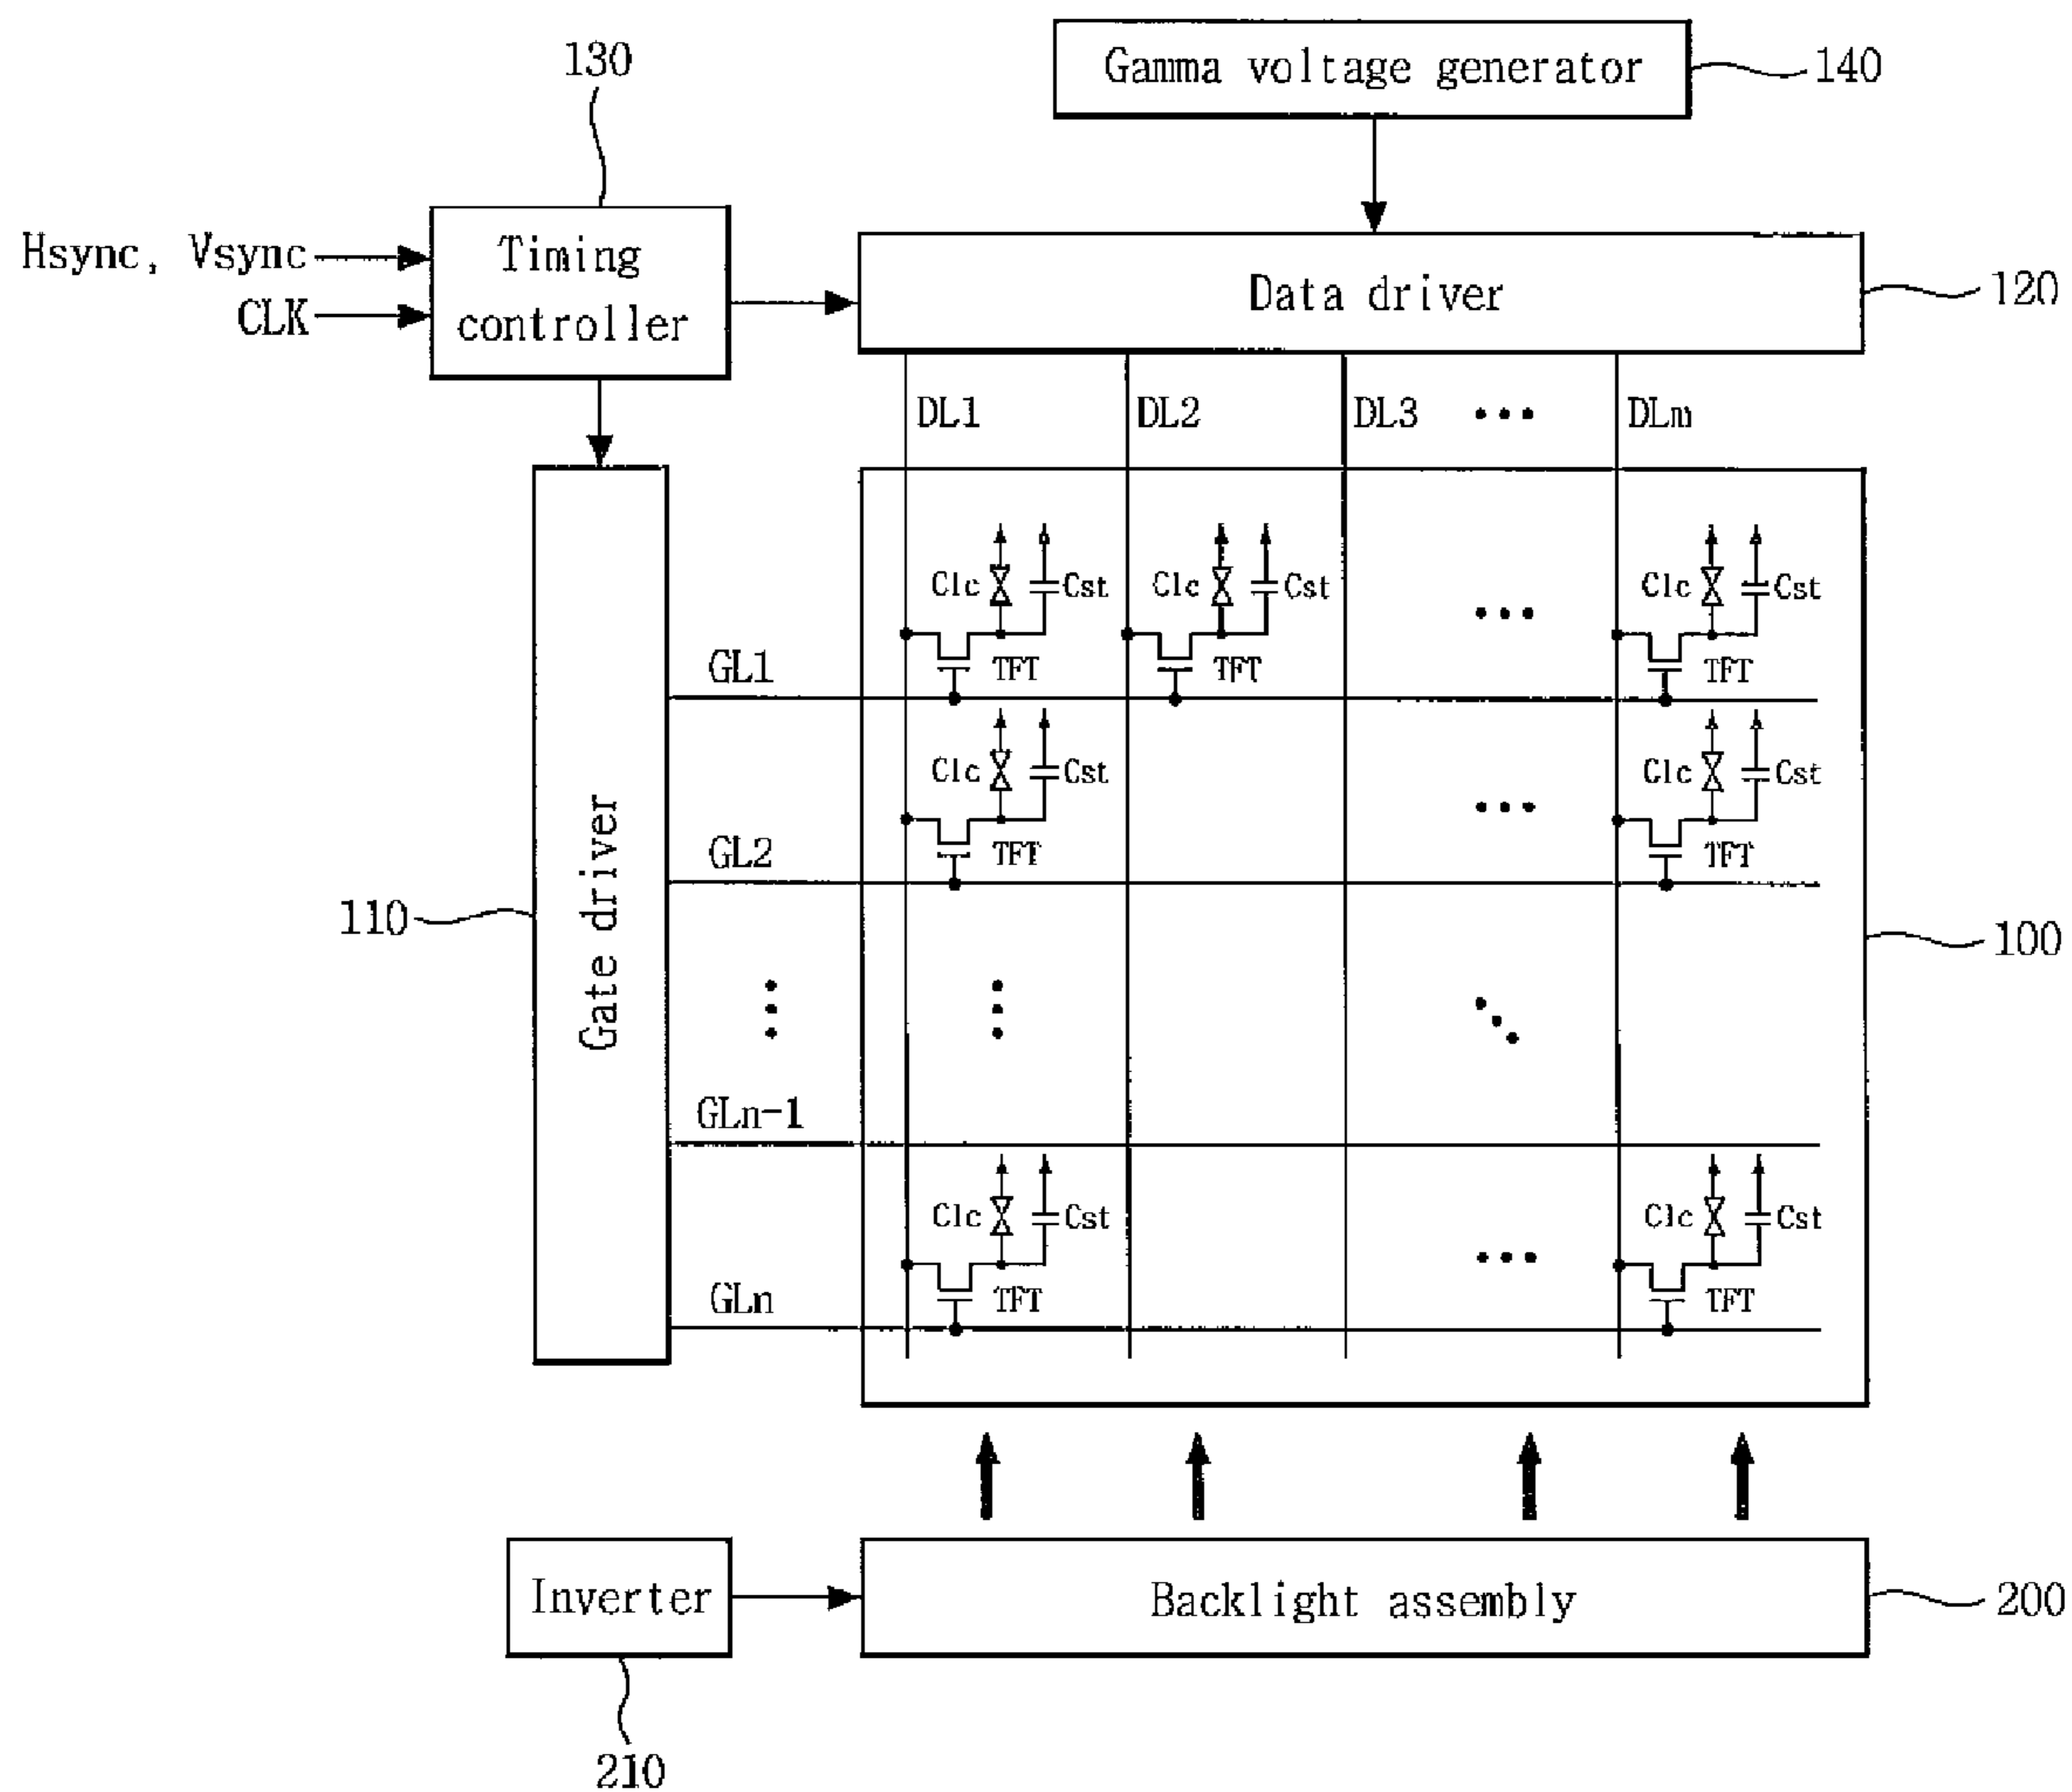 130
Gamma voltage generator
140
Hsync, Vsync
CLK
Timing
controller
Data driver
120
DL1
DL2
DL3
•••
DLm
Clc
Cst
Clc
Cst
•••
Clc
Cst
GL1
TFT
TFT
TFT
Clc
Cst
•••
Clc
Cst
GL2
TFT
TFT
110
Gate driver
100
GLn-1
Clc
Cst
•••
Clc
Cst
GLn
TFT
TFT
Inverter
Backlight assembly
200
210